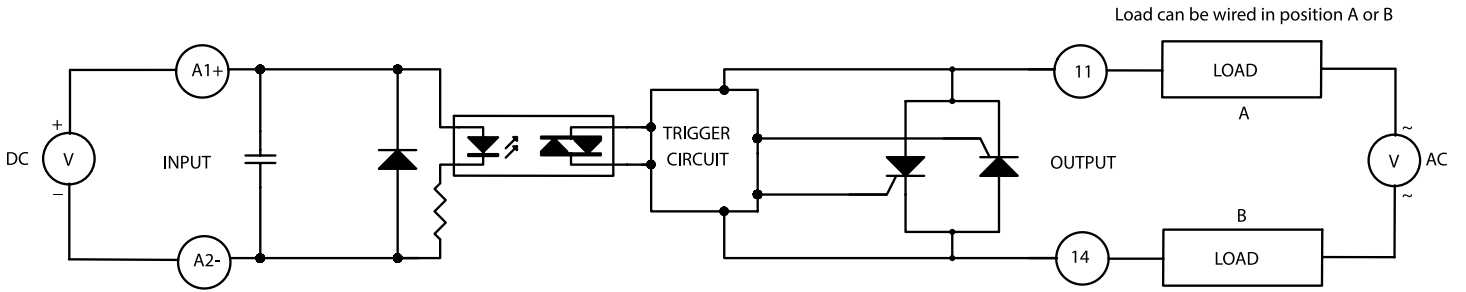 Load can be wired in position A or B
A1+
11
LOAD
A
+
DC
V
–
INPUT
TRIGGER
CIRCUIT
OUTPUT
~
V
AC
~
B
A2-
14
LOAD